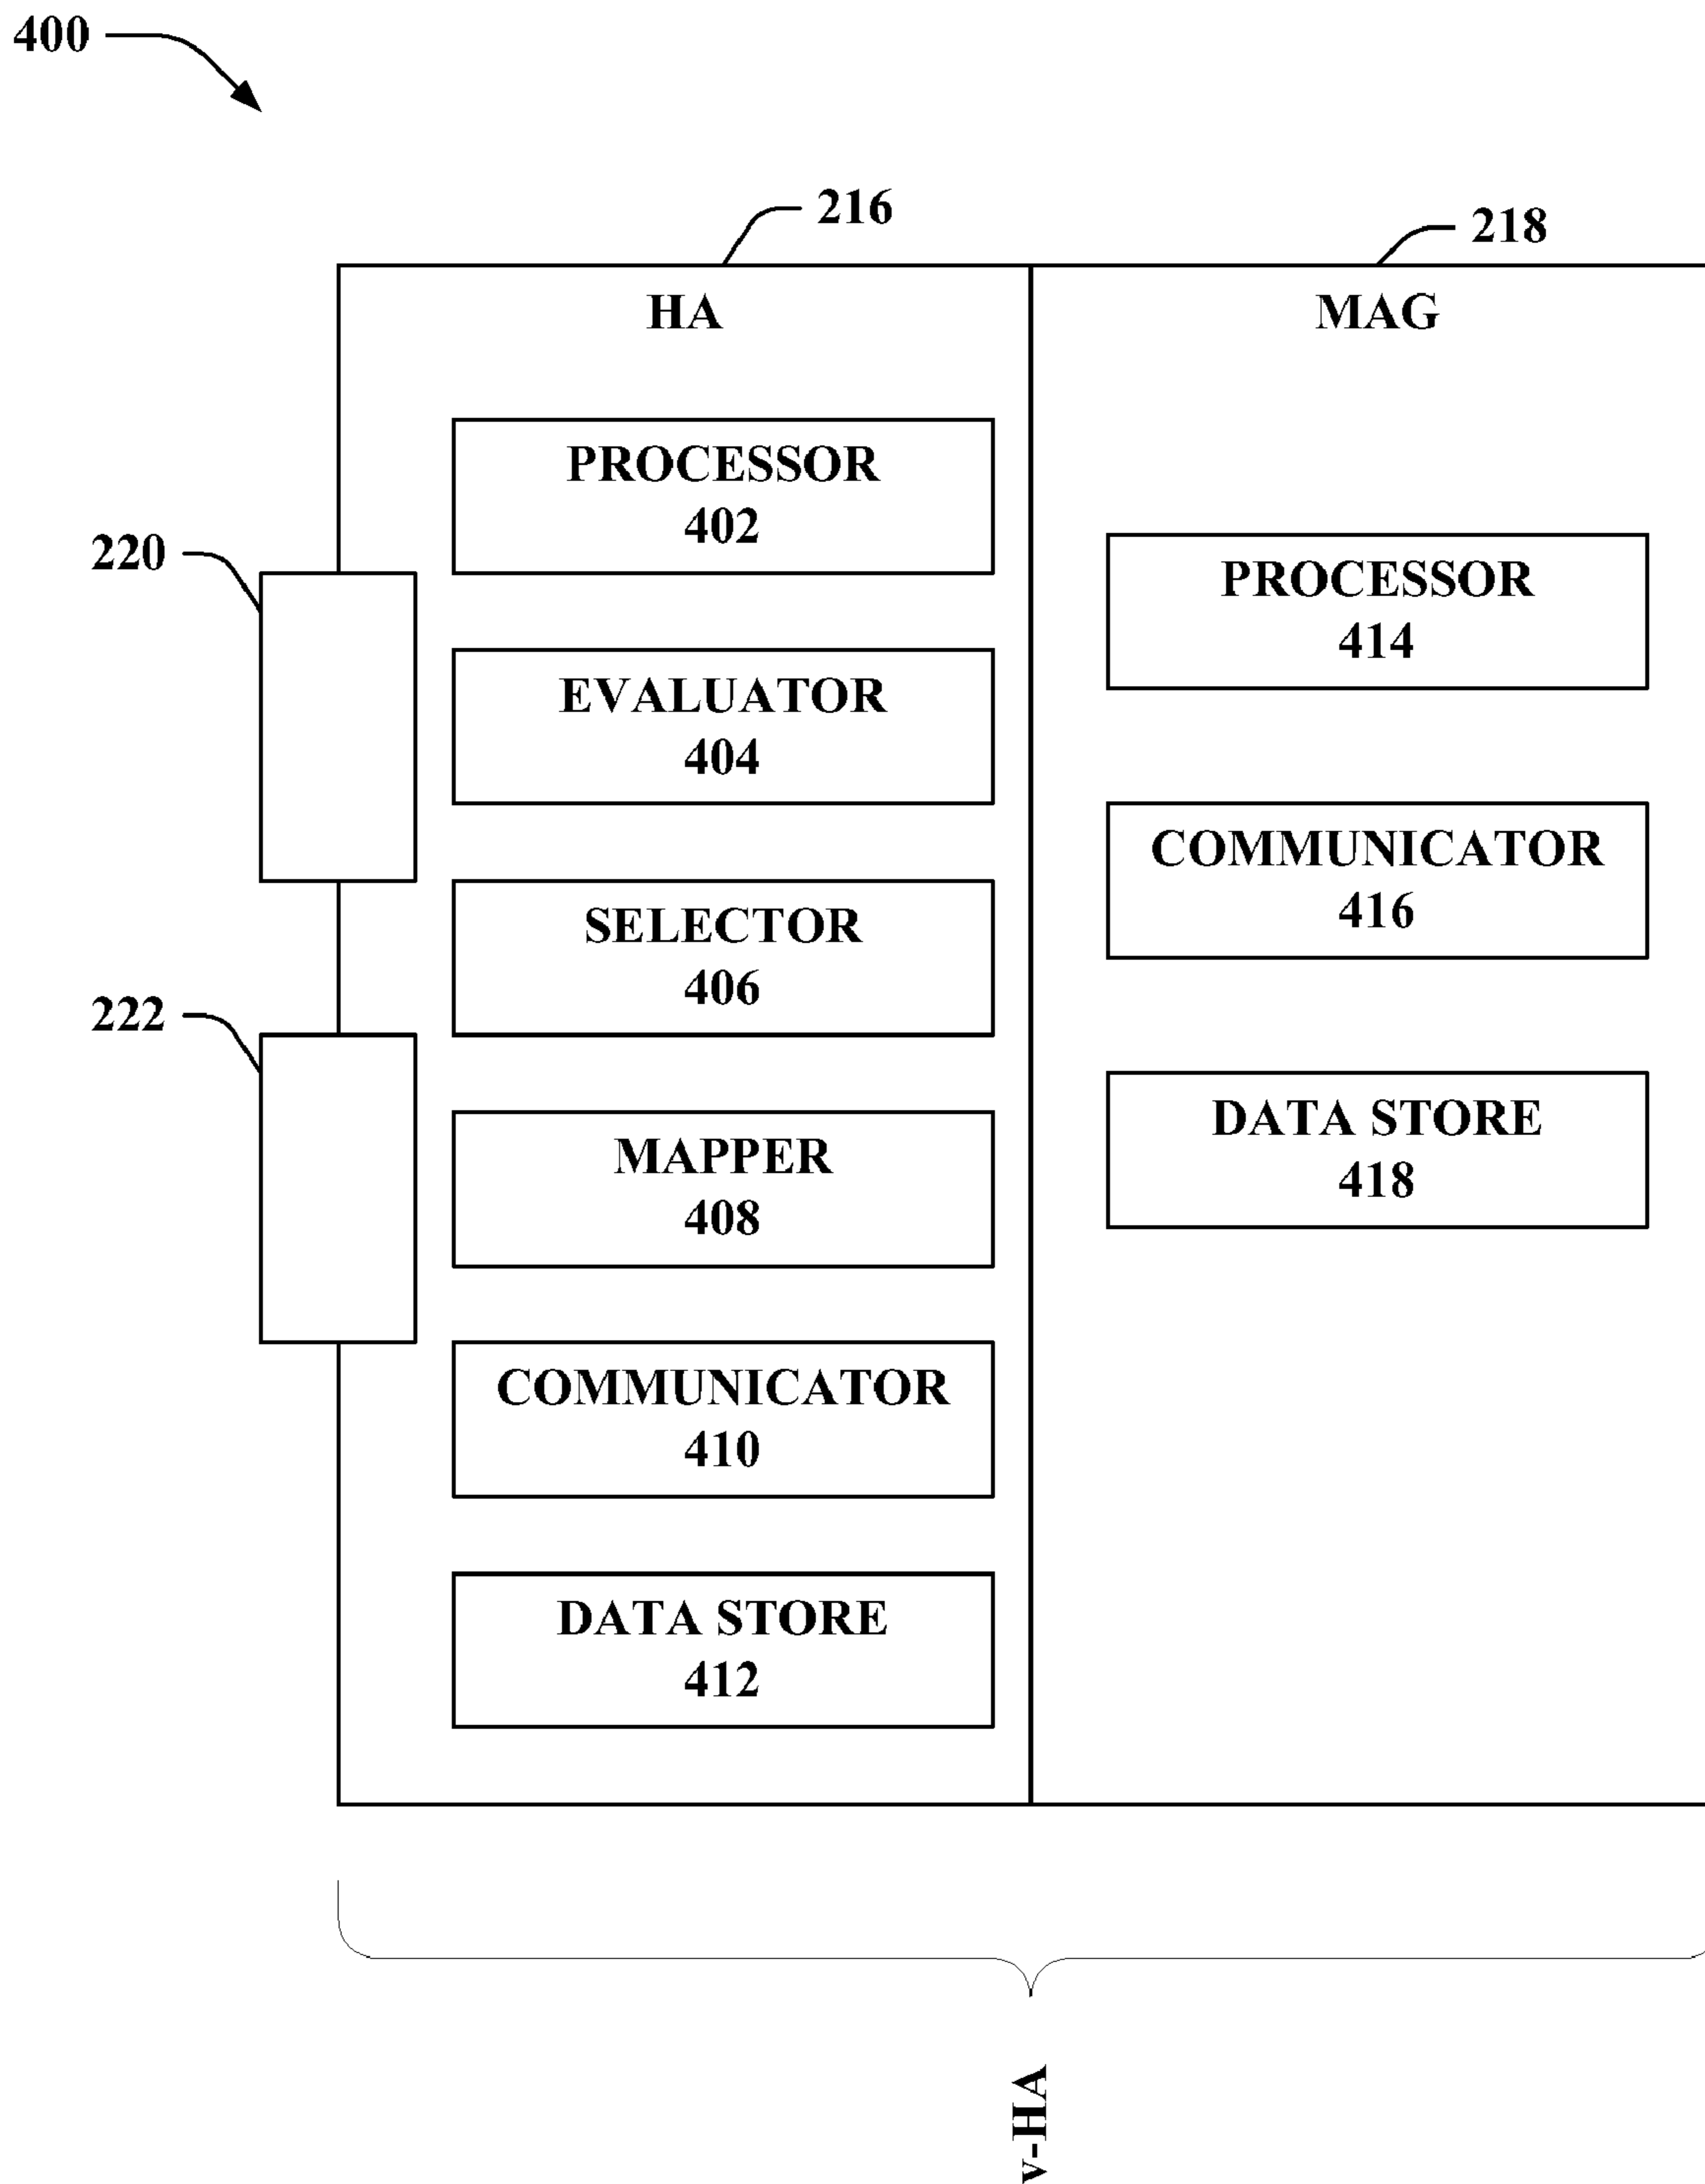 400
216
218
HA
MAG
PROCESSOR
402
220
PROCESSOR
414
EVALUATOR
404
COMMUNICATOR
416
SELECTOR
406
222
DATA STORE
418
MAPPER
408
COMMUNICATOR
410
DATA STORE
412
v-HA